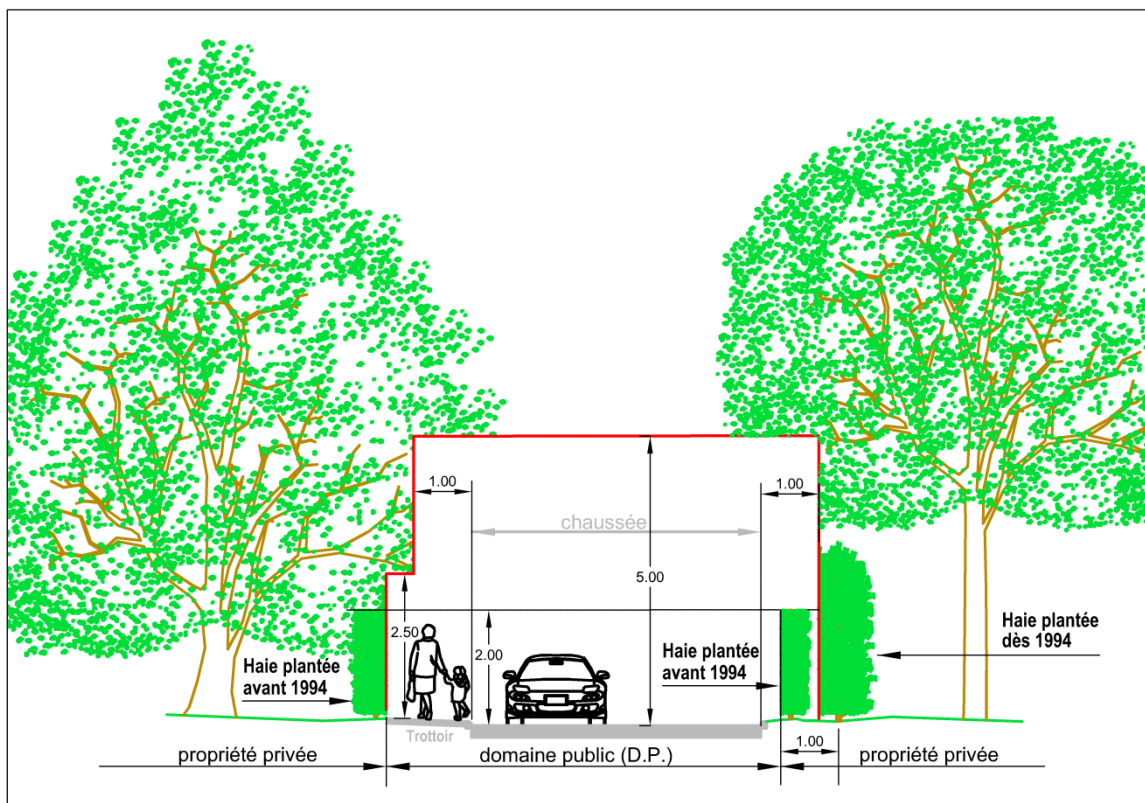 1.00
1.00
chaussée
5.00
2.50
2.00
Haie plantée
avant 1994
Haie plantée
avant 1994
Haie plantée
dès 1994
Trottoir
1.00
propriété privée
domaine public (D.P.)
propriété privée